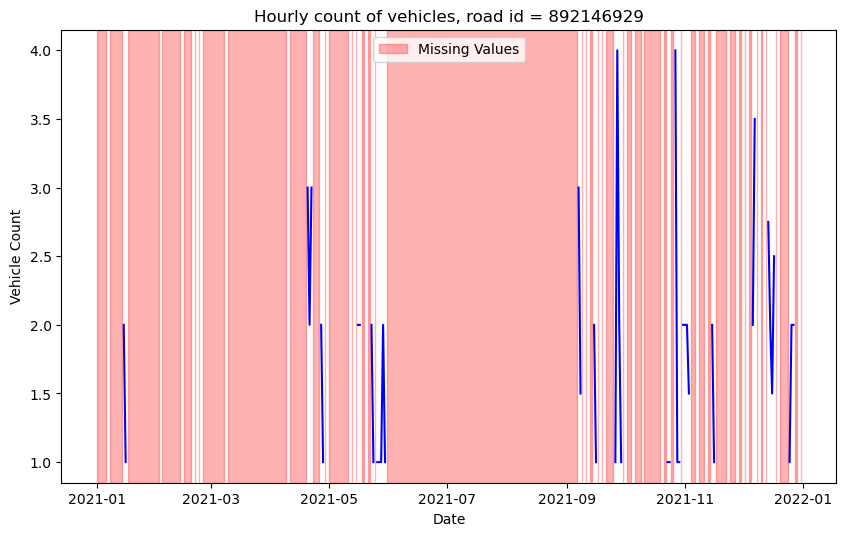 Hourly count of vehicles, road id = 892146929
Missing Values
Vehicle Count
4.0
3.5
3.0
2.5
2.0
1.5
1.0
2021-01 2021-03 2021-05 2021-07 2021-09 2021-11 2022-01
Date